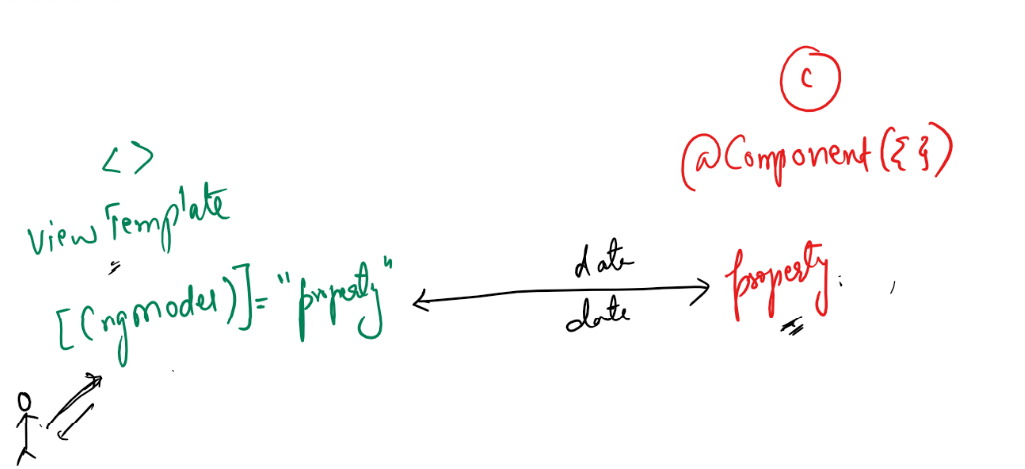 C
@Component({})
<>
View Template
[(ngModel)]="property"
data
data
property: